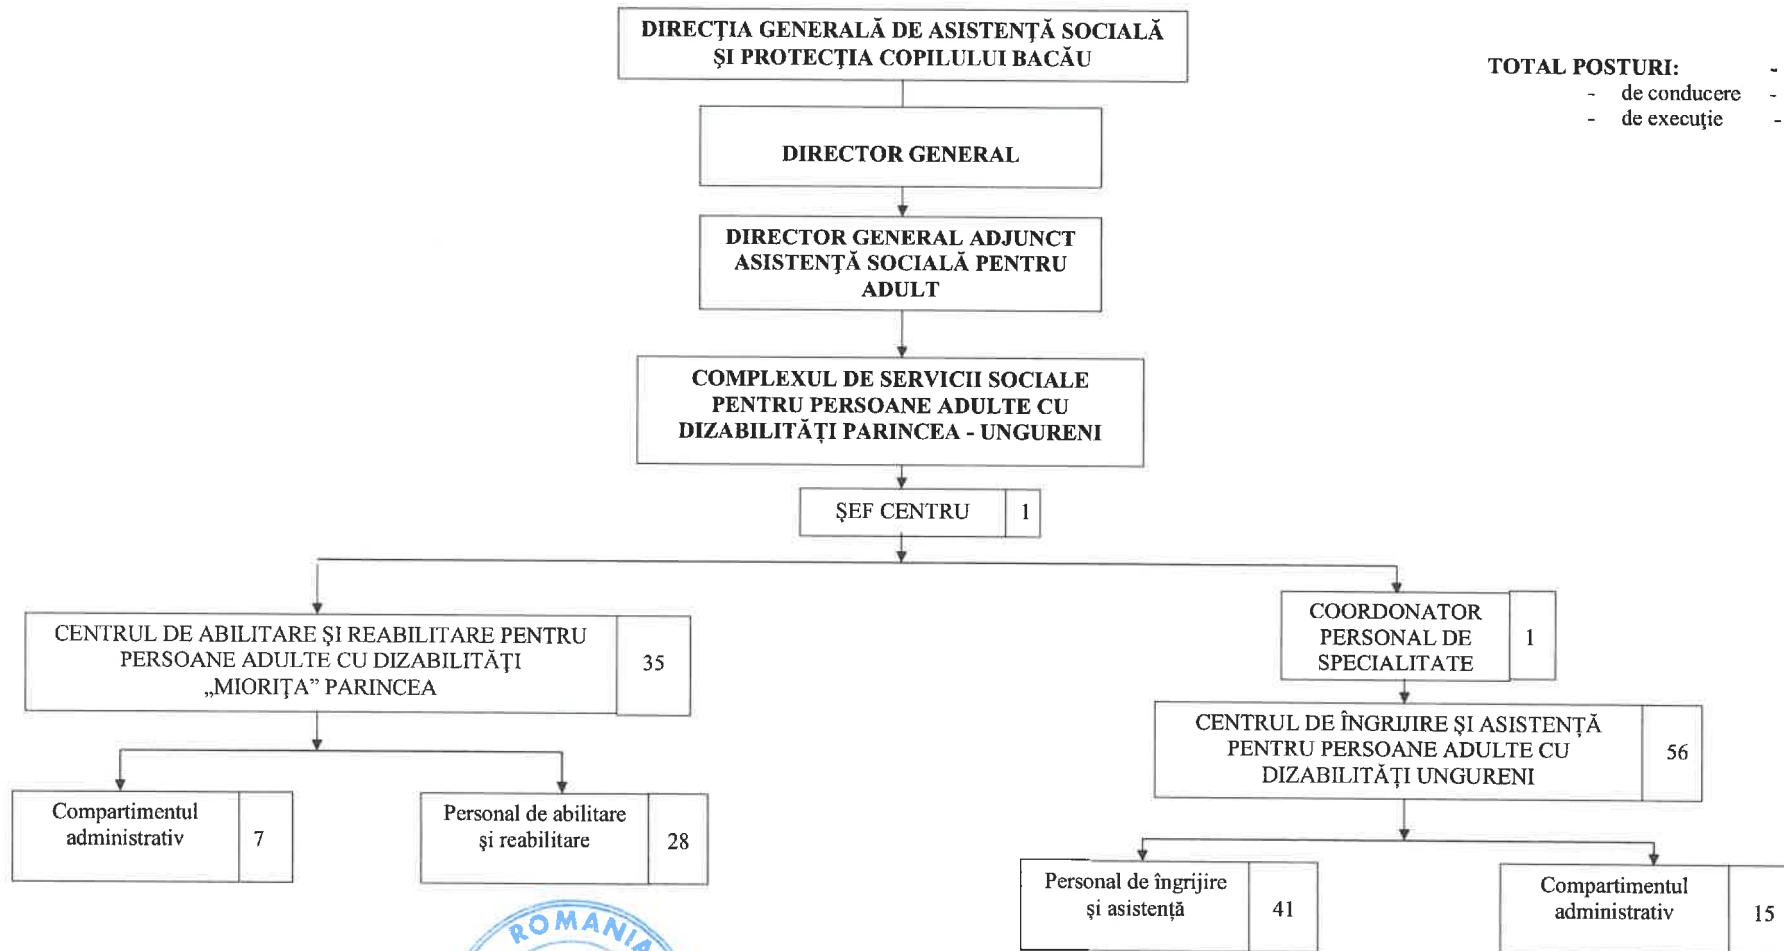 DIRECŢIA GENERALĂ DE ASISTENŢĂ SOCIALĂ
ŞI PROTECŢIA COPILULUI BACĂU
TOTAL POSTURI: -
- de conducere -
- de execuţie -
DIRECTOR GENERAL
DIRECTOR GENERAL ADJUNCT
ASISTENŢĂ SOCIALĂ PENTRU
ADULT
COMPLEXUL DE SERVICII SOCIALE
PENTRU PERSOANE ADULTE CU
DIZABILITĂŢI PARINCEA - UNGURENI
ŞEF CENTRU 1
CENTRUL DE ABILITARE ŞI REABILITARE PENTRU
PERSOANE ADULTE CU DIZABILITĂŢI
„MIORIŢA” PARINCEA
35
COORDONATOR
PERSONAL DE
SPECIALITATE
1
CENTRUL DE ÎNGRIJIRE ŞI ASISTENŢĂ
PENTRU PERSOANE ADULTE CU
DIZABILITĂŢI UNGURENI
56
Compartimentul
administrativ
7
Personal de abilitare
şi reabilitare
28
Personal de îngrijire
şi asistenţă
41
Compartimentul
administrativ
15
ROMANIA